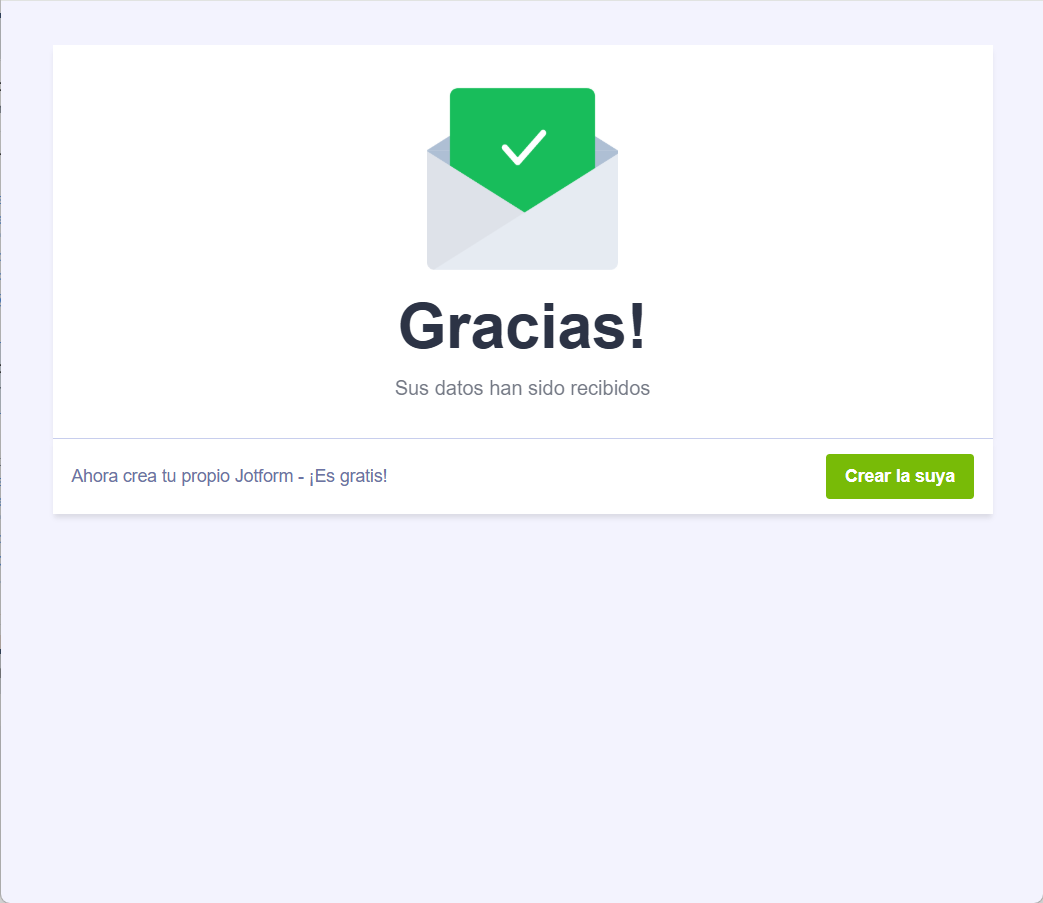 Gracias!
Sus datos han sido recibidos
Ahora crea tu propio Jotform - ¡Es gratis!
Crear la suya